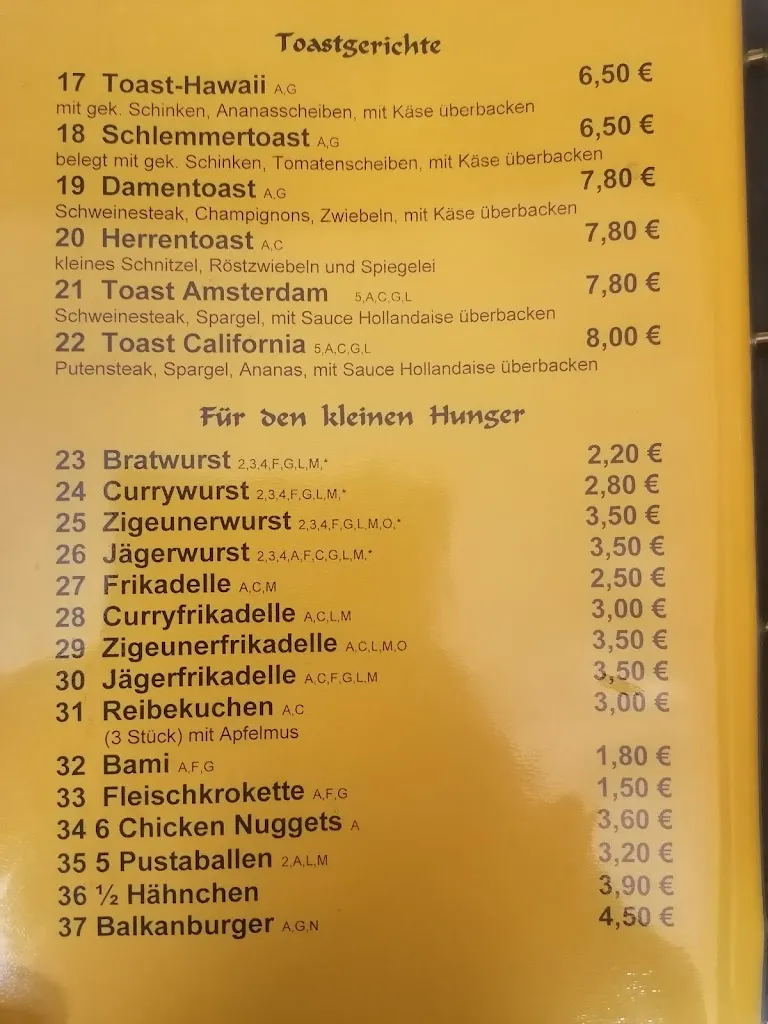 Toastgerichte
17 Toast-Hawaii A,G 6,50 €
mit gek. Schinken, Ananasscheiben, mit Käse überbacken
18 Schlemmertoast A,G 6,50 €
belegt mit gek. Schinken, Tomatenscheiben, mit Käse überbacken
19 Damentoast A,G 7,80 €
Schweinesteak, Champignons, Zwiebeln, mit Käse überbacken
20 Herrentoast A,C 7,80 €
kleines Schnitzel, Röstzwiebeln und Spiegelei
21 Toast Amsterdam 5,A,C,G,L 7,80 €
Schweinesteak, Spargel, mit Sauce Hollandaise überbacken
22 Toast California 5,A,C,G,L 8,00 €
Putensteak, Spargel, Ananas, mit Sauce Hollandaise überbacken
Für den kleinen Hunger
23 Bratwurst 2,3,4,F,G,L,M,* 2,20 €
24 Currywurst 2,3,4,F,G,L,M,* 2,80 €
25 Zigeunerwurst 2,3,4,F,G,L,M,O,* 3,50 €
26 Jägerwurst 2,3,4,A,F,C,G,L,M,* 3,50 €
27 Frikadelle A,C,M 2,50 €
28 Curryfrikadelle A,C,L,M 3,00 €
29 Zigeunerfrikadelle A,C,L,M,O 3,50 €
30 Jägerfrikadelle A,C,F,G,L,M 3,50 €
31 Reibekuchen A,C 3,00 €
(3 Stück) mit Apfelmus
32 Bami A,F,G 1,80 €
33 Fleischkrokette A,F,G 1,50 €
34 6 Chicken Nuggets A 3,60 €
35 5 Pustaballen 2,A,L,M 3,20 €
36 ½ Hähnchen 3,90 €
37 Balkanburger A,G,N 4,50 €